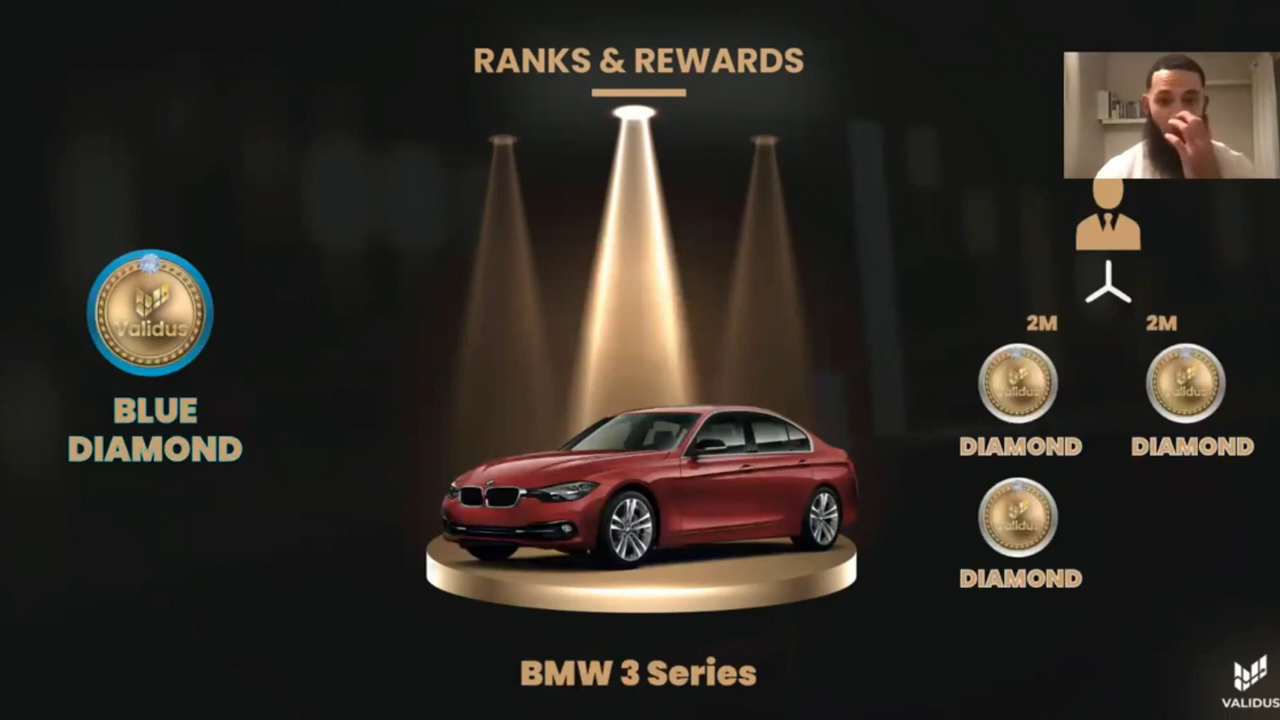 RANKS & REWARDS
Validus
BLUE
DIAMOND
2M
2M
Validus
Validus
DIAMOND
DIAMOND
Validus
DIAMOND
BMW 3 Series
VALIDUS